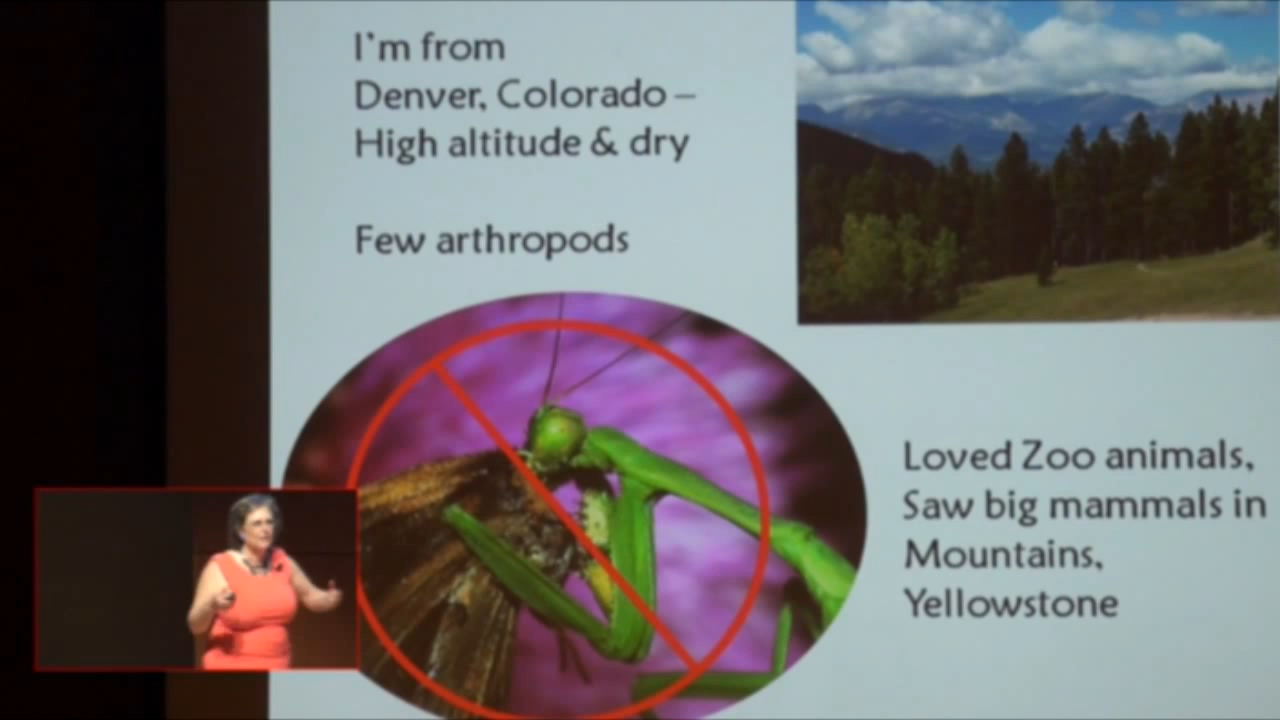 I'm from
Denver, Colorado –
High altitude & dry
Few arthropods
Loved Zoo animals,
Saw big mammals in
Mountains,
Yellowstone